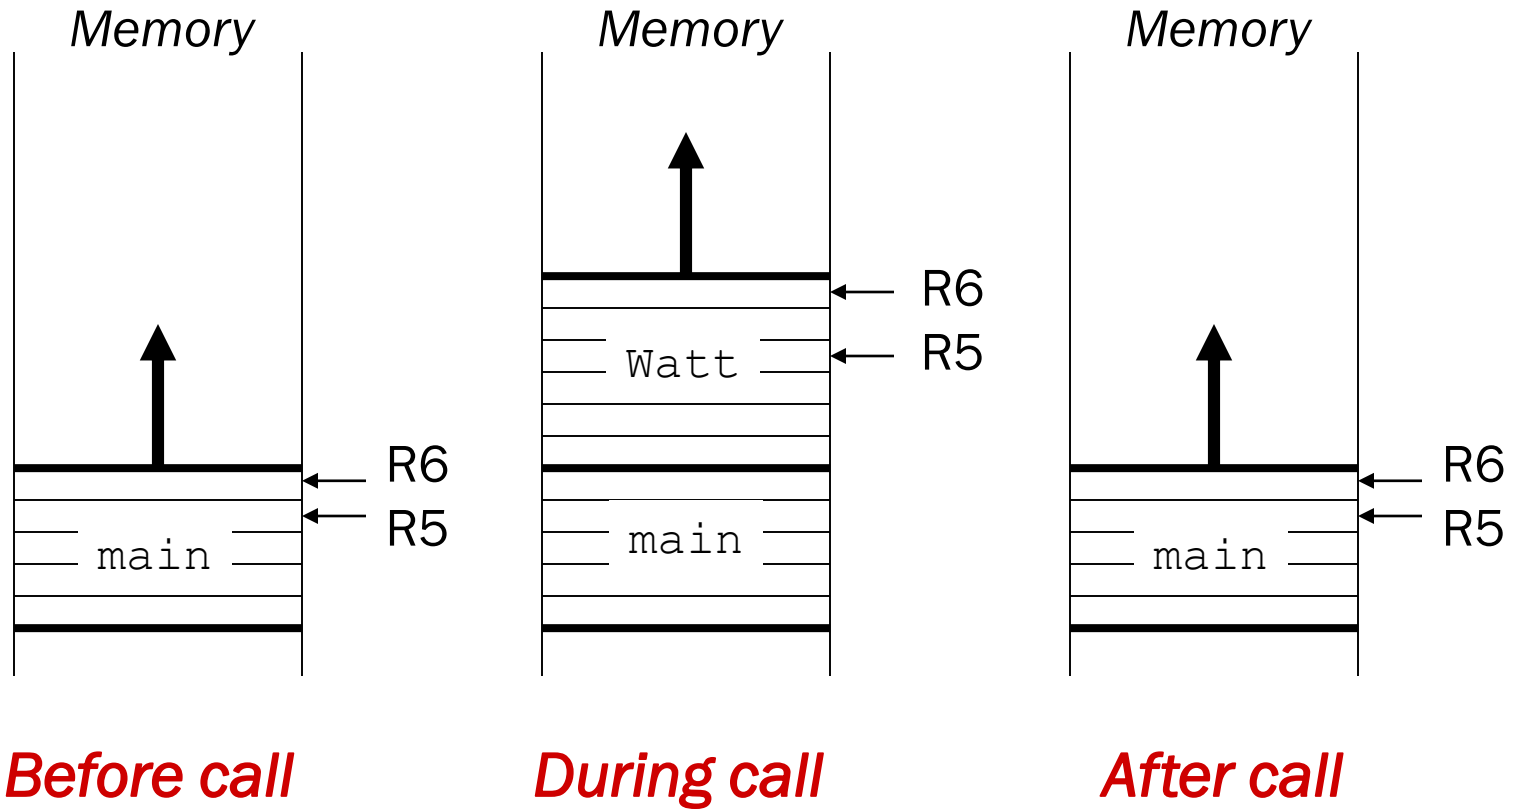 Memory
R6
R5
main
Before call
Memory
R6
R5
Watt
main
During call
Memory
R6
R5
main
After call